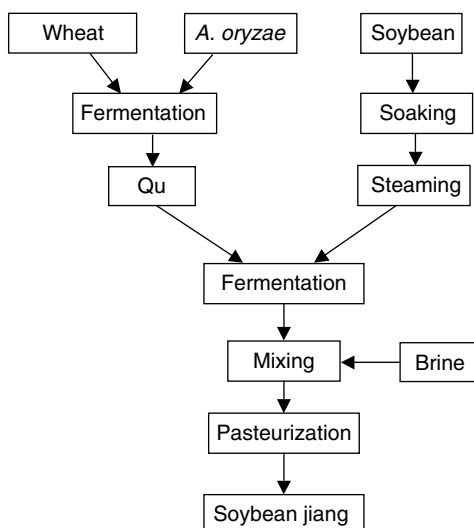 Wheat
A. oryzae
Soybean
Fermentation
Soaking
Qu
Steaming
Fermentation
Mixing
Brine
Pasteurization
Soybean jiang